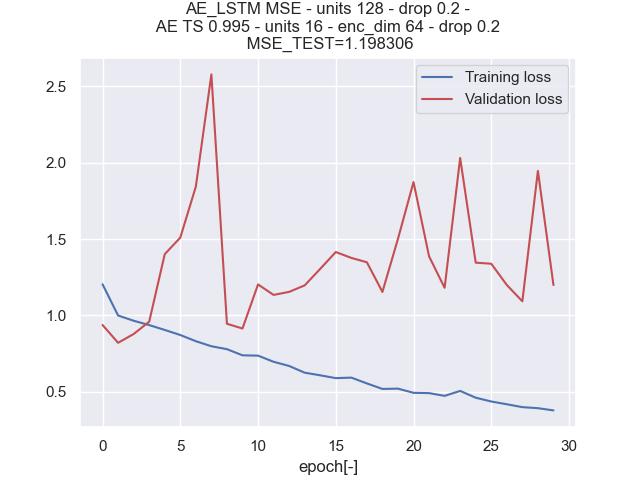 AE_LSTM MSE - units 128 - drop 0.2 -
AE TS 0.995 - units 16 - enc_dim 64 - drop 0.2
MSE_TEST=1.198306
Training loss
Validation loss
2.5
2.0
1.5
1.0
0.5
0 5 10 15 20 25 30
epoch[-]